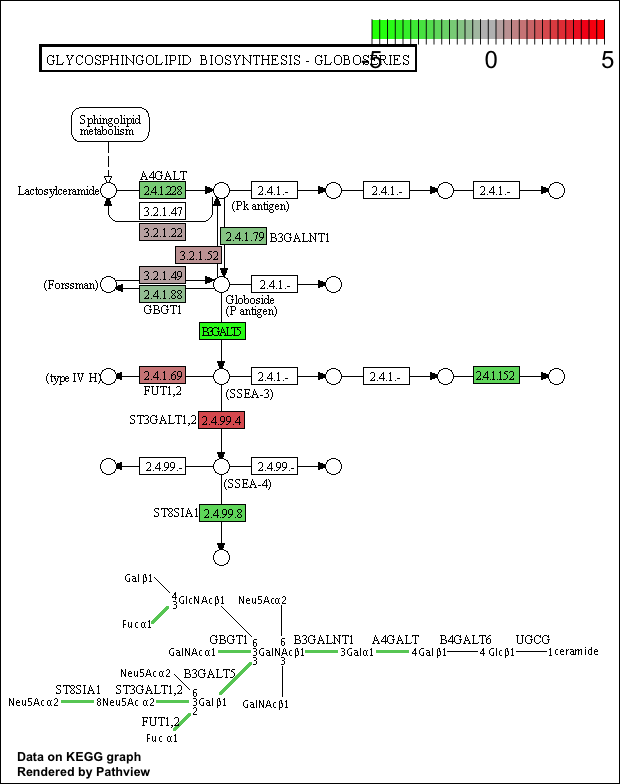 -5 0 5
GLYCOSPHINGOLIPID BIOSYNTHESIS - GLOBOSERIES
Sphingolipid
metabolism
A4GALT
Lactosylceramide 2.4.1.228 2.4.1.- 2.4.1.- 2.4.1.-
(Pk antigen)
3.2.1.47
3.2.1.22
2.4.1.79 B3GALNT1
3.2.1.52
3.2.1.49
(Forssman) 2.4.1.-
2.4.1.88
GBGT1
Globoside
(P antigen)
B3GALT5
(type IV H) 2.4.1.69 2.4.1.- 2.4.1.- 2.4.1.152
FUT1,2
(SSEA-3)
ST3GALT1,2 2.4.99.4
2.4.99.- 2.4.99.-
(SSEA-4)
ST8SIA1 2.4.99.8
Gal β1
4
3 GlcNAc β1 Neu5Ac α2
Fuc α1
GBGT1 6 6 B3GALNT1 A4GALT B4GALT6 UGCG
GalNAc α1 3 GalNAc β1 3Gal α1 4Gal β1 4 Glc β1 1ceramide
3 3
B3GALT5
Neu5Ac α2
ST8SIA1 ST3GALT1,2 6
Neu5Ac α2 8Neu5Ac α2 3Gal β1 GalNAc β1
2
FUT1,2
Fuc α1
Data on KEGG graph
Rendered by Pathview